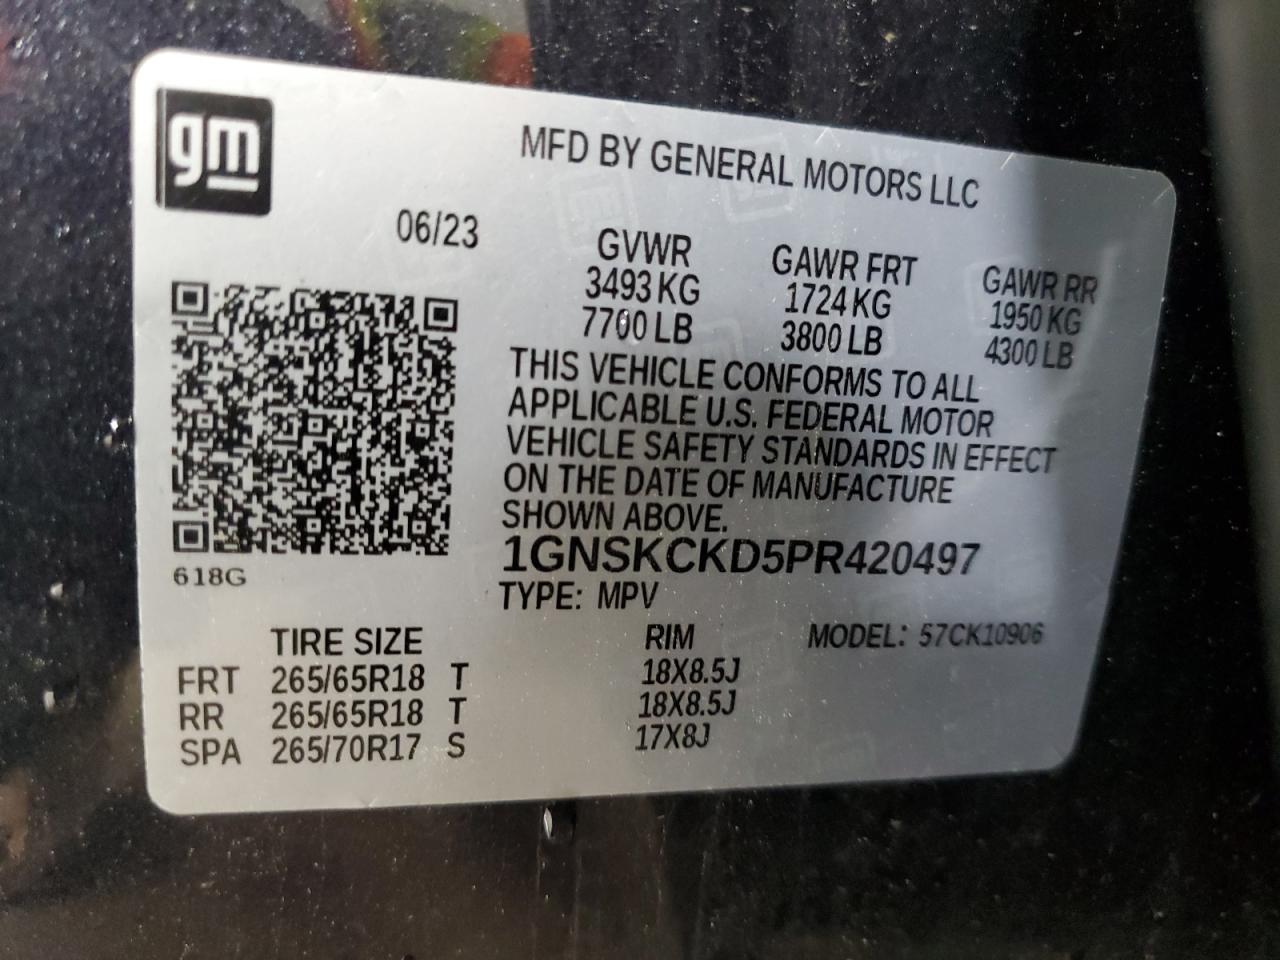 gm
MFD BY GENERAL MOTORS LLC
06/23
GVWR GAWR FRT GAWR RR
3493 KG 1724 KG 1950 KG
7700 LB 3800 LB 4300 LB
THIS VEHICLE CONFORMS TO ALL
APPLICABLE U.S. FEDERAL MOTOR
VEHICLE SAFETY STANDARDS IN EFFECT
ON THE DATE OF MANUFACTURE
SHOWN ABOVE.
1GNSKCKD5PR420497
618G
TYPE: MPV
TIRE SIZE RIM MODEL: 57CK10906
FRT 265/65R18 T 18X8.5J
RR 265/65R18 T 18X8.5J
SPA 265/70R17 S 17X8J